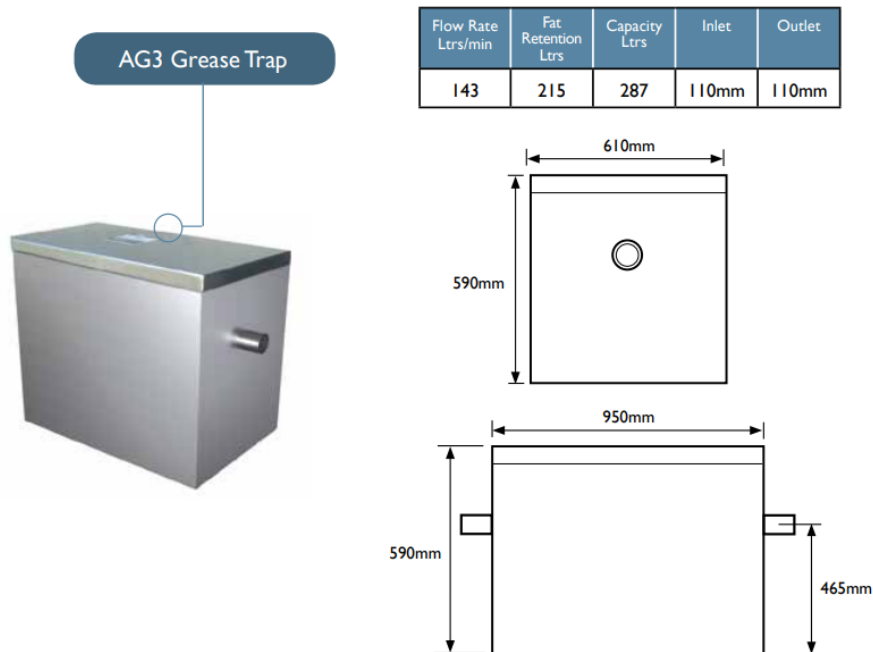 AG3 Grease Trap
Flow Rate
Ltrs/min
Fat
Retention
Ltrs
Capacity
Ltrs
Inlet
Outlet
143
215
287
110mm
110mm
610mm
590mm
950mm
590mm
465mm